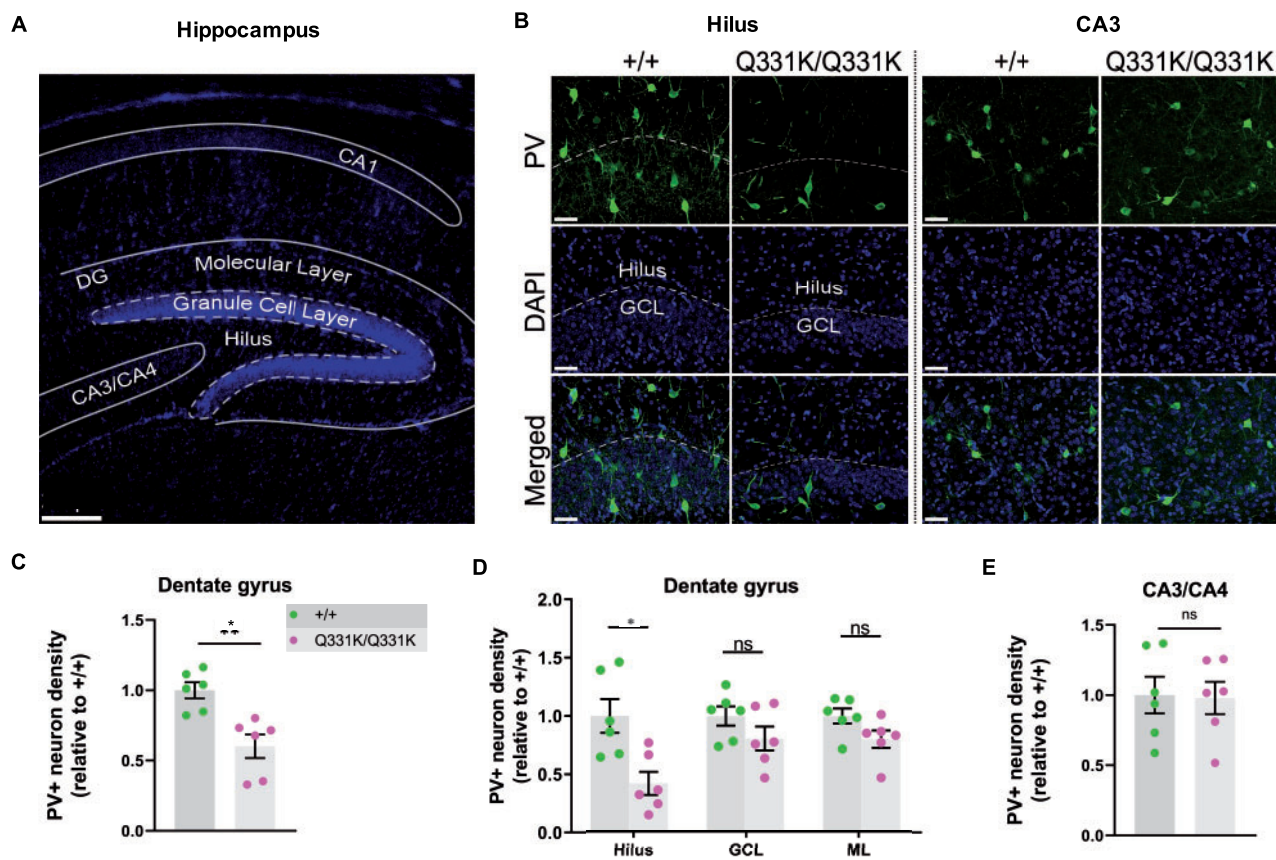 A
Hippocampus
CA1
DG
Molecular Layer
Granule Cell Layer
Hilus
CA3/CA4
B
Hilus
CA3
+/+
Q331K/Q331K
+/+
Q331K/Q331K
PV
DAPI
Merged
Hilus
GCL
Hilus
GCL
C
Dentate gyrus
+/+
Q331K/Q331K
PV+ neuron density
(relative to +/+)
1.5
1.0
0.5
0.0
*
**
D
Dentate gyrus
PV+ neuron density
(relative to +/+)
2.0
1.5
1.0
0.5
0.0
*
ns
ns
Hilus
GCL
ML
E
CA3/CA4
PV+ neuron density
(relative to +/+)
1.5
1.0
0.5
0.0
ns